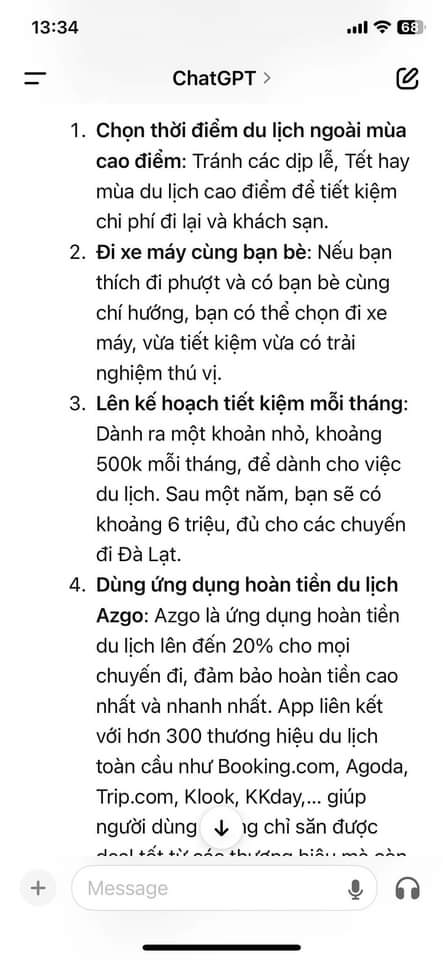 13:34
68
ChatGPT >
1. Chọn thời điểm du lịch ngoài mùa
cao điểm: Tránh các dịp lễ, Tết hay
mùa du lịch cao điểm để tiết kiệm
chi phí đi lại và khách sạn.
2. Đi xe máy cùng bạn bè: Nếu bạn
thích đi phượt và có bạn bè cùng
chí hướng, bạn có thể chọn đi xe
máy, vừa tiết kiệm vừa có trải
nghiệm thú vị.
3. Lên kế hoạch tiết kiệm mỗi tháng:
Dành ra một khoản nhỏ, khoảng
500k mỗi tháng, để dành cho việc
du lịch. Sau một năm, bạn sẽ có
khoảng 6 triệu, đủ cho các chuyến
đi Đà Lạt.
4. Dùng ứng dụng hoàn tiền du lịch
Azgo: Azgo là ứng dụng hoàn tiền
du lịch lên đến 20% cho mọi
chuyến đi, đảm bảo hoàn tiền cao
nhất và nhanh nhất. App liên kết
với hơn 300 thương hiệu du lịch
toàn cầu như Booking.com, Agoda,
Trip.com, Klook, KKday,... giúp
người dùng chỉ săn được
Message